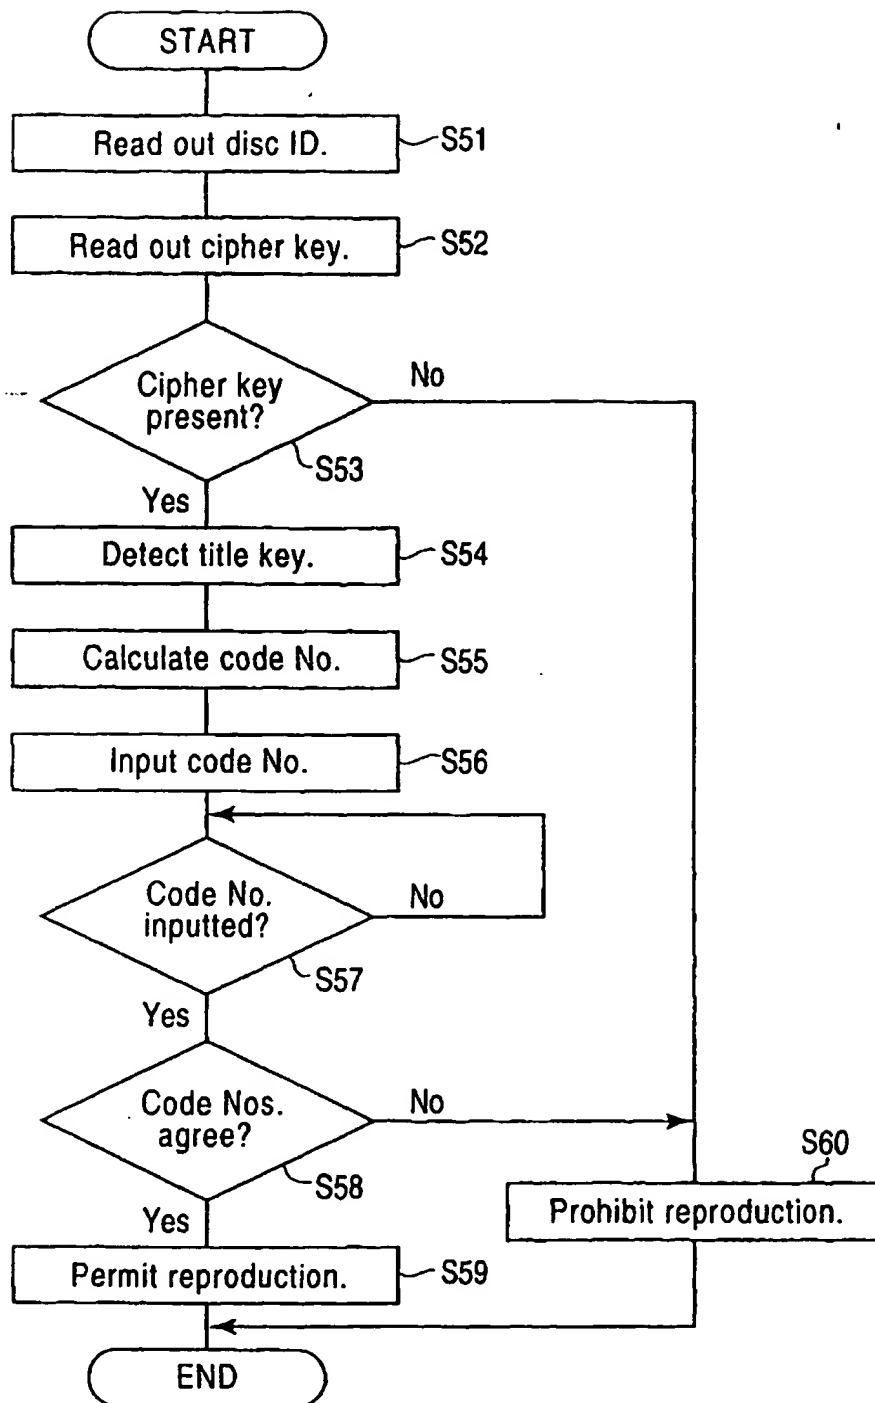 START
Read out disc ID.
S51
Read out cipher key.
S52
Cipher key
present?
No
S53
Yes
Detect title key.
S54
Calculate code No.
S55
Input code No.
S56
Code No.
inputted?
No
S57
Yes
Code Nos.
agree?
No
S58
S60
Yes
Prohibit reproduction.
Permit reproduction.
S59
END